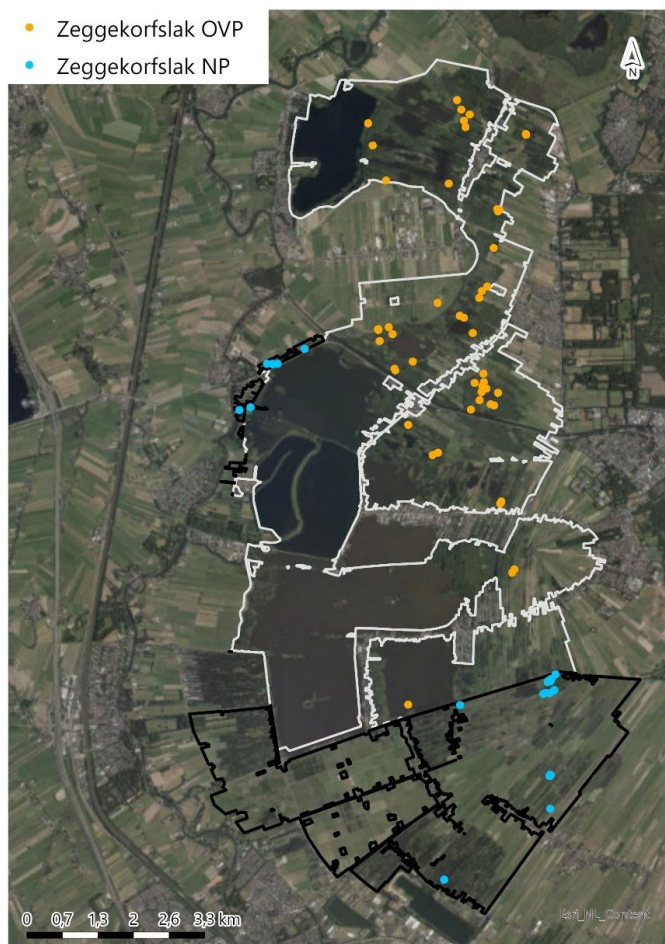 Zeggekorfslak OVP
Zeggekorfslak NP
N
0 0,7 1,3 2 2,6 3,3 km
Esri_NL_Content